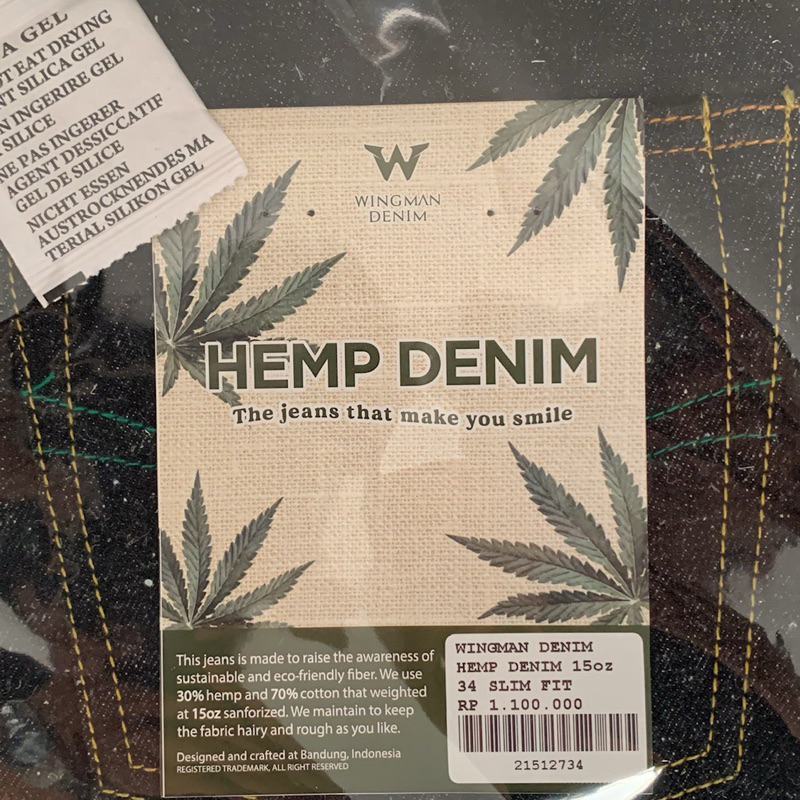 A GEL
OT EAT DRYING
NT SILICA GEL
N INGERIRE GEL
SILICE
NE PAS INGERER
AGENT DESSICCATIF
GEL DE SILICE
NICHT ESSEN
AUSTROCKNENDES MA
TERIAL SILIKON GEL
W
WINGMAN
DENIM
HEMP DENIM
The jeans that make you smile
This jeans is made to raise the awareness of
sustainable and eco-friendly fiber. We use
30% hemp and 70% cotton that weighted
at 15oz sanforized. We maintain to keep
the fabric hairy and rough as you like.
Designed and crafted at Bandung, Indonesia
REGISTERED TRADEMARK, ALL RIGHT RESERVED
WINGMAN DENIM
HEMP DENIM 15oz
34 SLIM FIT
RP 1.100.000
21512734